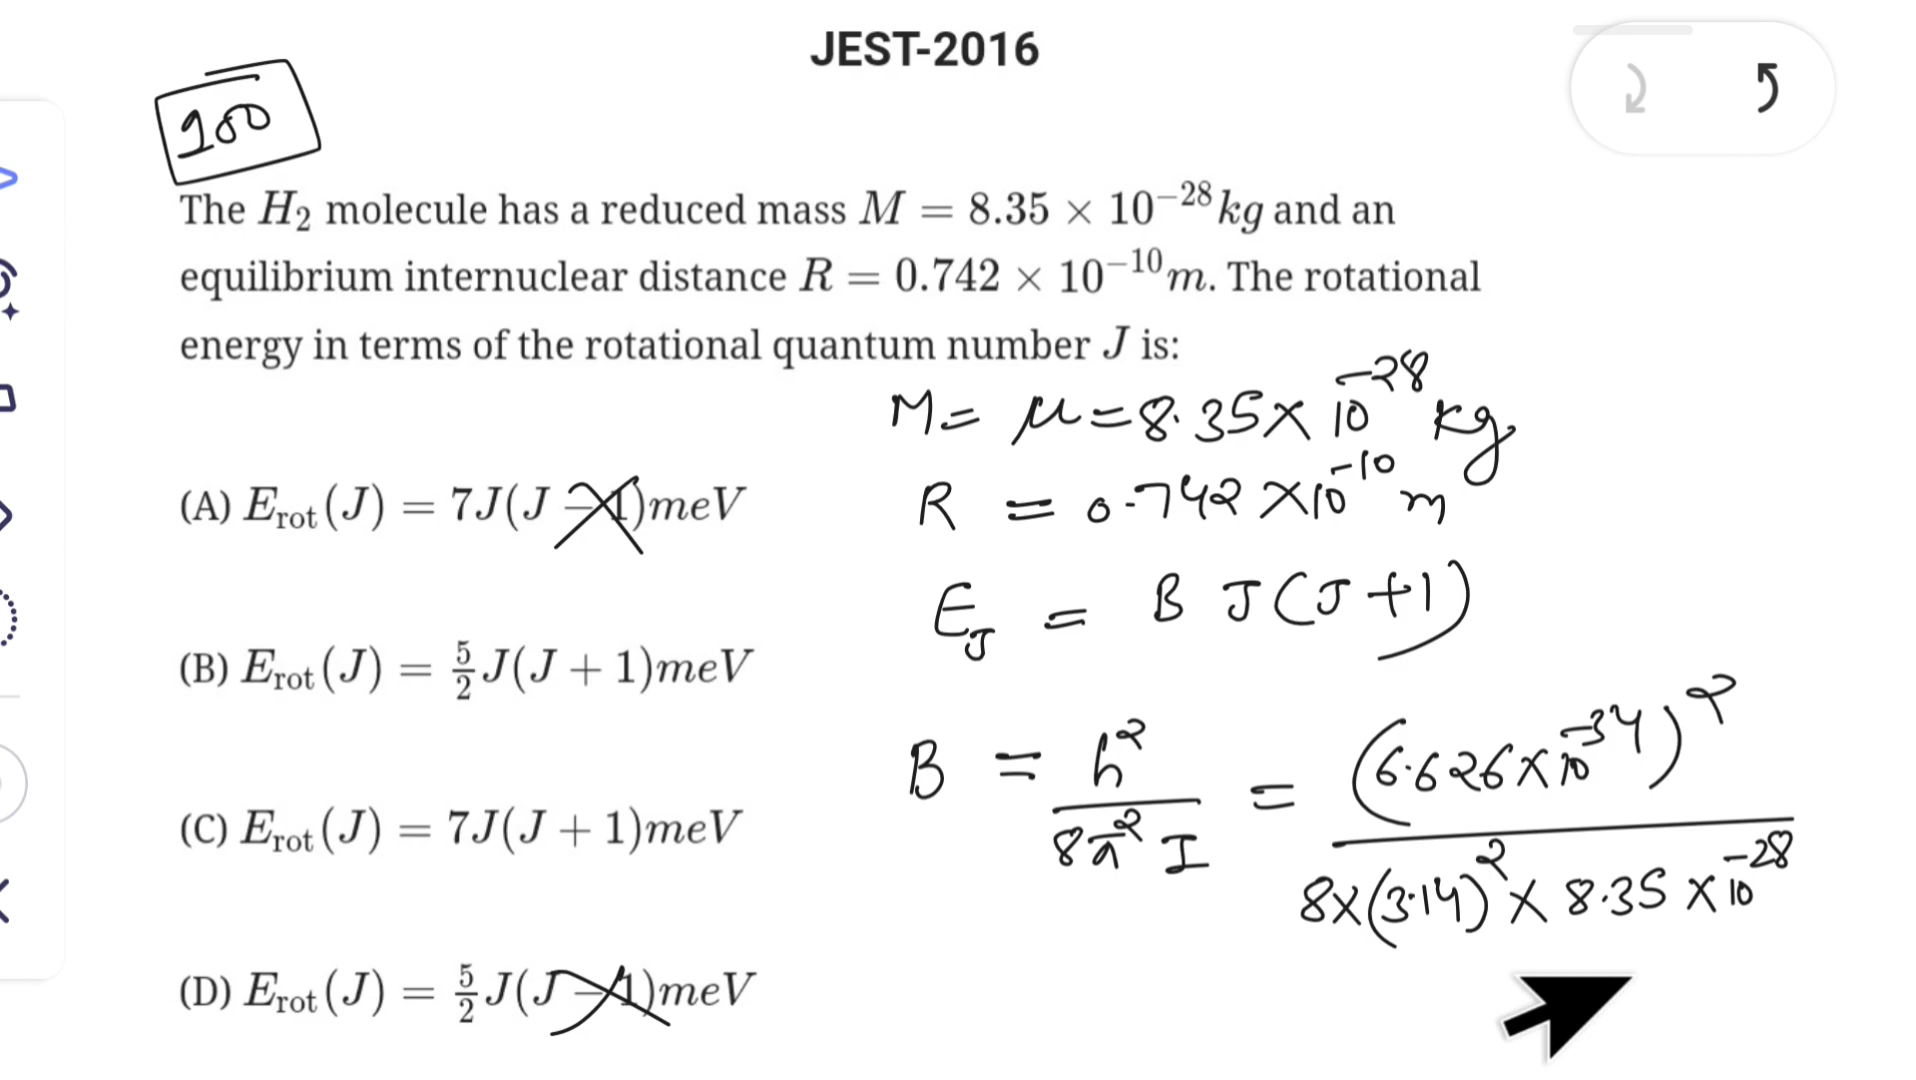 JEST-2016
100
The H₂ molecule has a reduced mass M = 8.35 × 10⁻²⁸ kg and an
equilibrium internuclear distance R = 0.742 × 10⁻¹⁰ m. The rotational
energy in terms of the rotational quantum number J is:
M = μ = 8.35 × 10⁻²⁸ kg
(A) E_rot(J) = 7J(J − 1)meV
R = 0.742 × 10⁻¹⁰ m
E_J = B J(J+1)
(B) E_rot(J) = 5/2 J(J + 1)meV
B = h²/8π²I = (6.626 × 10⁻³⁴)²/8×(3.14)² × 8.35 × 10⁻²⁸
(C) E_rot(J) = 7J(J + 1)meV
(D) E_rot(J) = 5/2 J(J − 1)meV